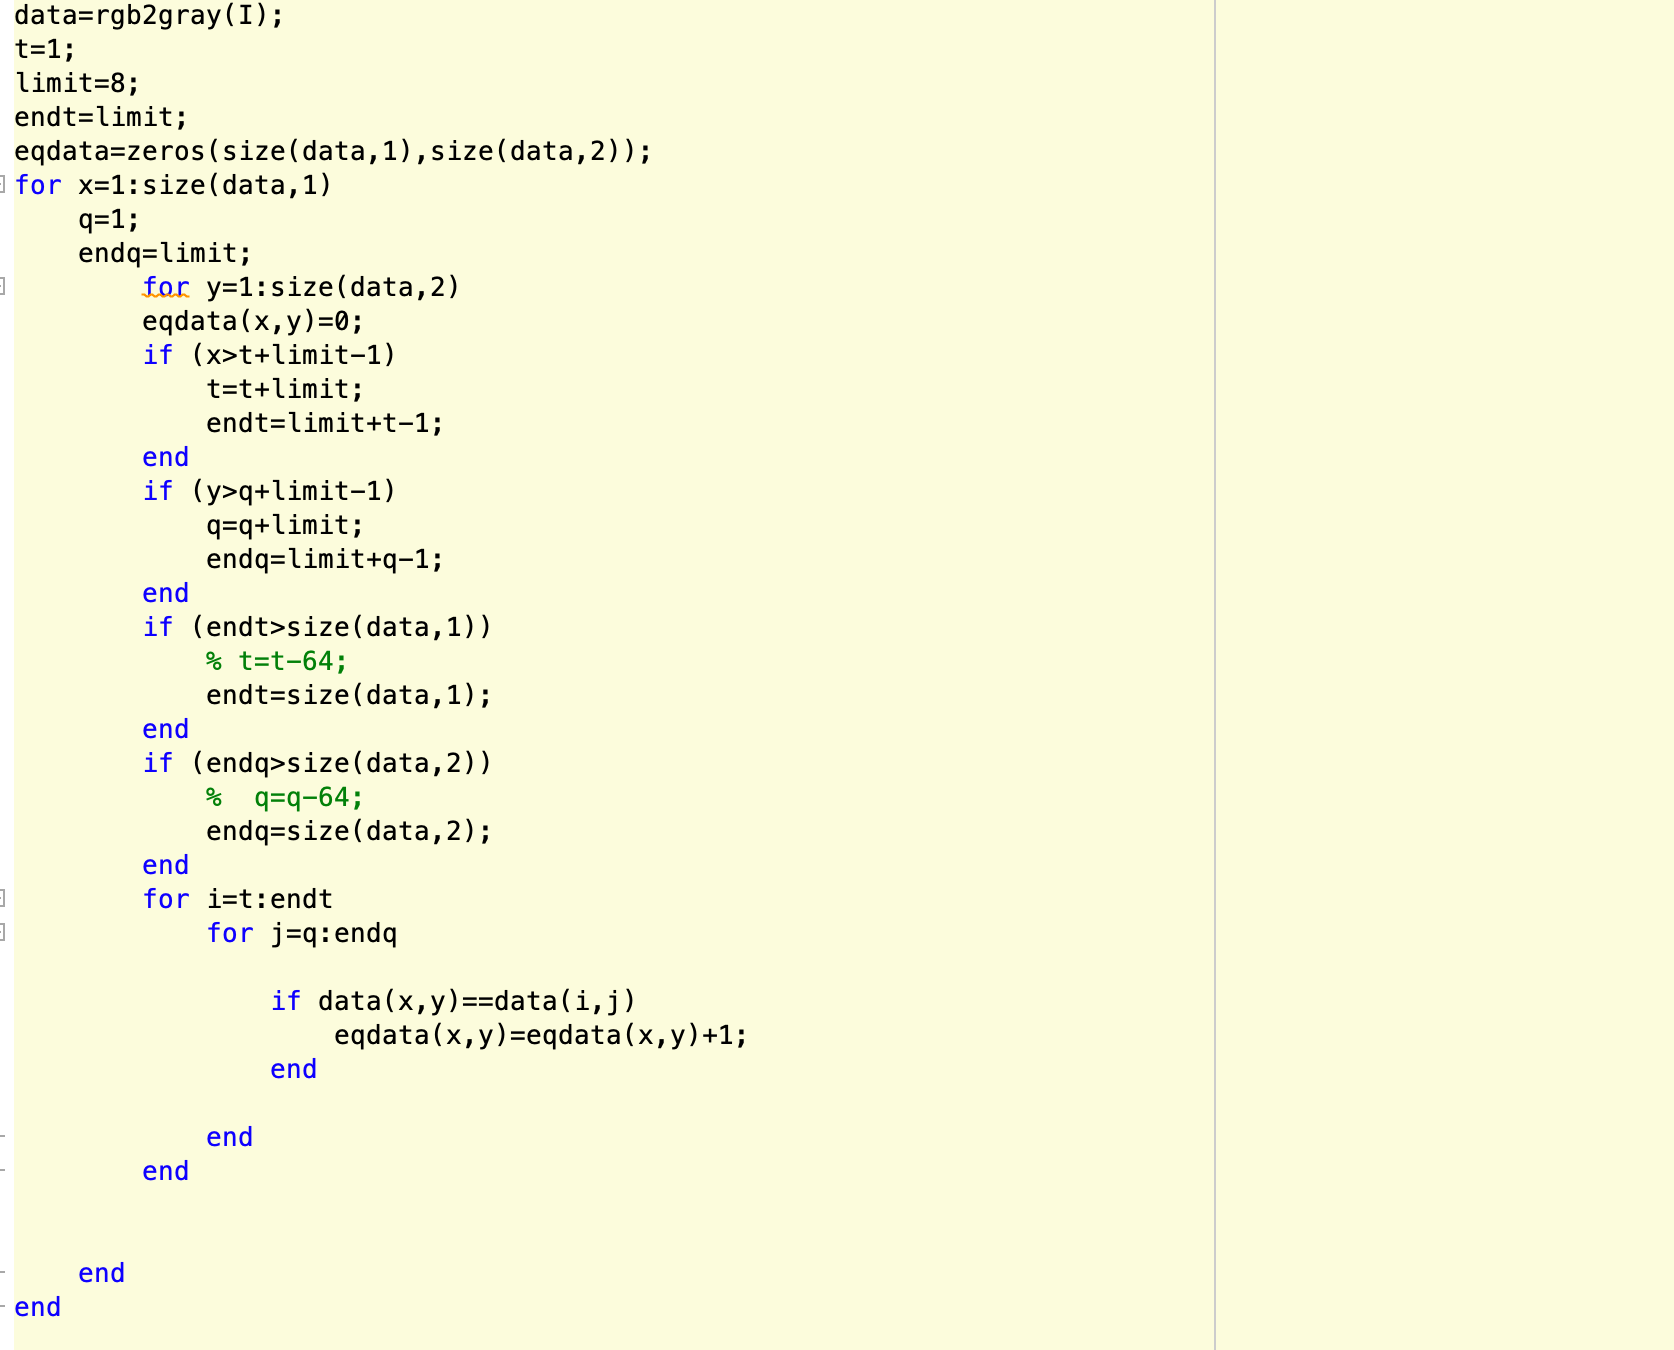 data=rgb2gray(I);
t=1;
limit=8;
endt=limit;
eqdata=zeros(size(data,1),size(data,2));
for x=1:size(data,1)
    q=1;
    endq=limit;
        for y=1:size(data,2)
        eqdata(x,y)=0;
        if (x>t+limit-1)
            t=t+limit;
            endt=limit+t-1;
        end
        if (y>q+limit-1)
            q=q+limit;
            endq=limit+q-1;
        end
        if (endt>size(data,1))
            % t=t-64;
            endt=size(data,1);
        end
        if (endq>size(data,2))
            %  q=q-64;
            endq=size(data,2);
        end
        for i=t:endt
            for j=q:endq
                if data(x,y)==data(i,j)
                    eqdata(x,y)=eqdata(x,y)+1;
                end
            end
        end
    end
end